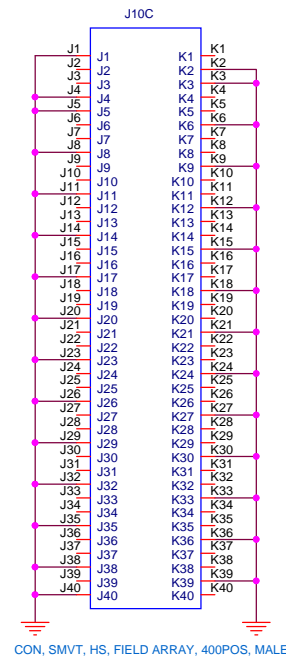 J10C
J1 J1 K1 K1
J2 J2 K2 K2
J3 J3 K3 K3
J4 J4 K4 K4
J5 J5 K5 K5
J6 J6 K6 K6
J7 J7 K7 K7
J8 J8 K8 K8
J9 J9 K9 K9
J10 J10 K10 K10
J11 J11 K11 K11
J12 J12 K12 K12
J13 J13 K13 K13
J14 J14 K14 K14
J15 J15 K15 K15
J16 J16 K16 K16
J17 J17 K17 K17
J18 J18 K18 K18
J19 J19 K19 K19
J20 J20 K20 K20
J21 J21 K21 K21
J22 J22 K22 K22
J23 J23 K23 K23
J24 J24 K24 K24
J25 J25 K25 K25
J26 J26 K26 K26
J27 J27 K27 K27
J28 J28 K28 K28
J29 J29 K29 K29
J30 J30 K30 K30
J31 J31 K31 K31
J32 J32 K32 K32
J33 J33 K33 K33
J34 J34 K34 K34
J35 J35 K35 K35
J36 J36 K36 K36
J37 J37 K37 K37
J38 J38 K38 K38
J39 J39 K39 K39
J40 J40 K40 K40
CON, SMVT, HS, FIELD ARRAY, 400POS, MALE